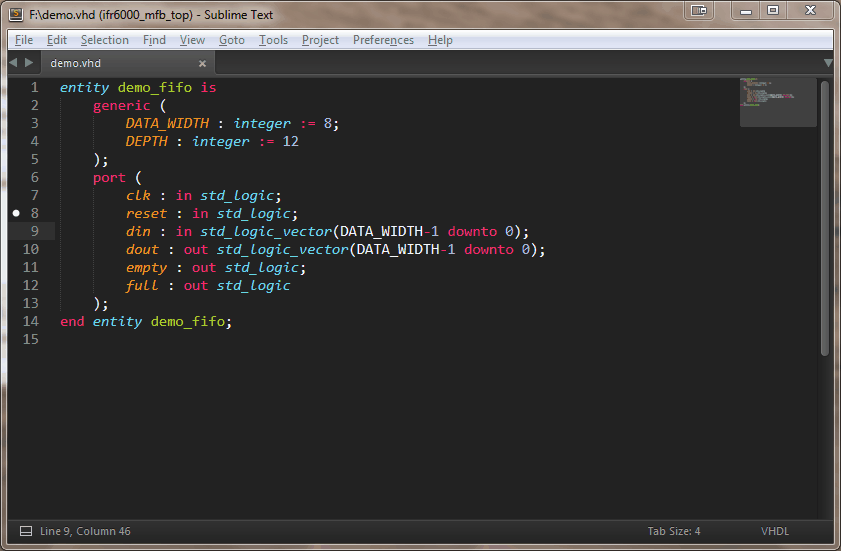 F:\demo.vhd (ifr6000_mfb_top) - Sublime Text
File Edit Selection Find View Goto Tools Project Preferences Help
demo.vhd ×
1 entity demo_fifo is
2     generic (
3         DATA_WIDTH : integer := 8;
4         DEPTH : integer := 12
5     );
6     port (
7         clk : in std_logic;
8         reset : in std_logic;
9         din : in std_logic_vector(DATA_WIDTH-1 downto 0);
10         dout : out std_logic_vector(DATA_WIDTH-1 downto 0);
11         empty : out std_logic;
12         full : out std_logic
13     );
14 end entity demo_fifo;
15
Line 9, Column 46 Tab Size: 4 VHDL